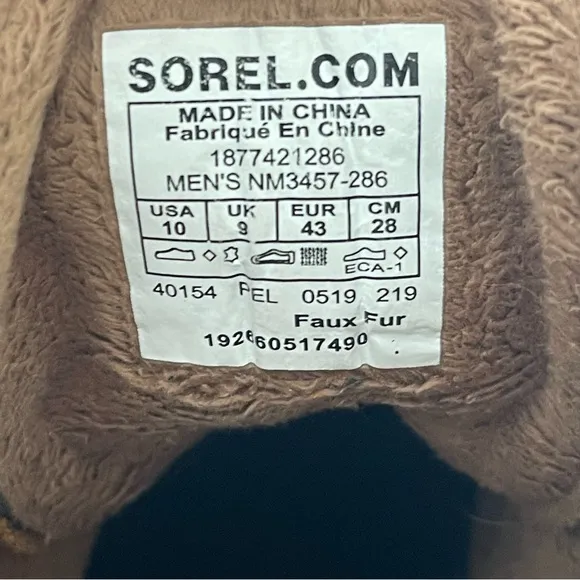 SOREL.COM
MADE IN CHINA
Fabriqué En Chine
1877421286
MEN'S NM3457-286
USA UK EUR CM
10 9 43 28
ECA-1
40154 PEL 0519 219
Faux Fur
192660517490